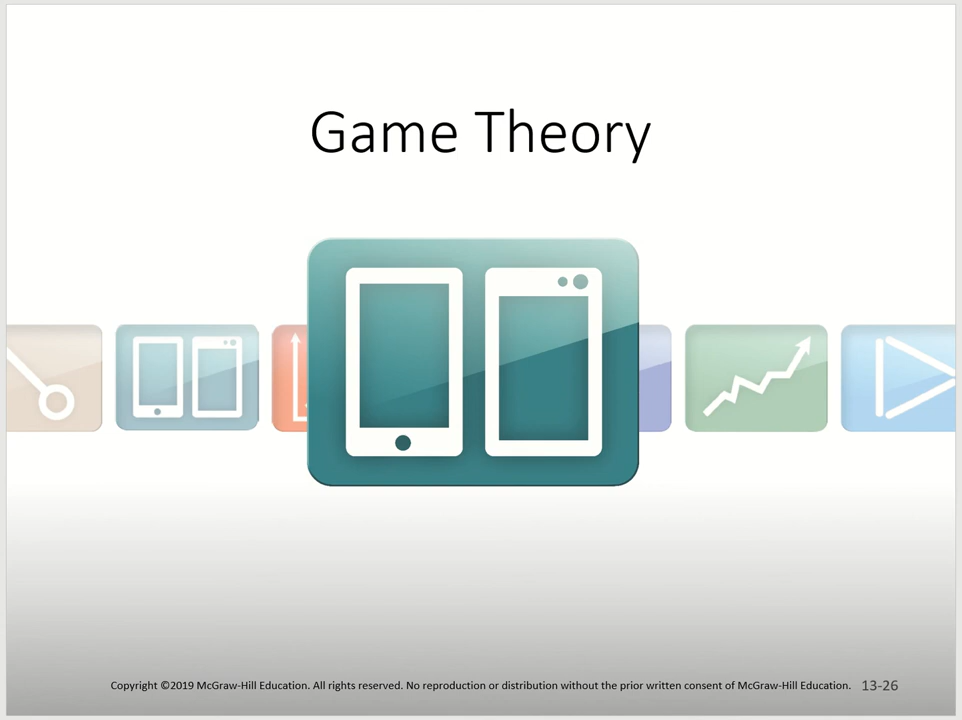 Game Theory
Copyright ©2019 McGraw-Hill Education. All rights reserved. No reproduction or distribution without the prior written consent of McGraw-Hill Education. 13-26